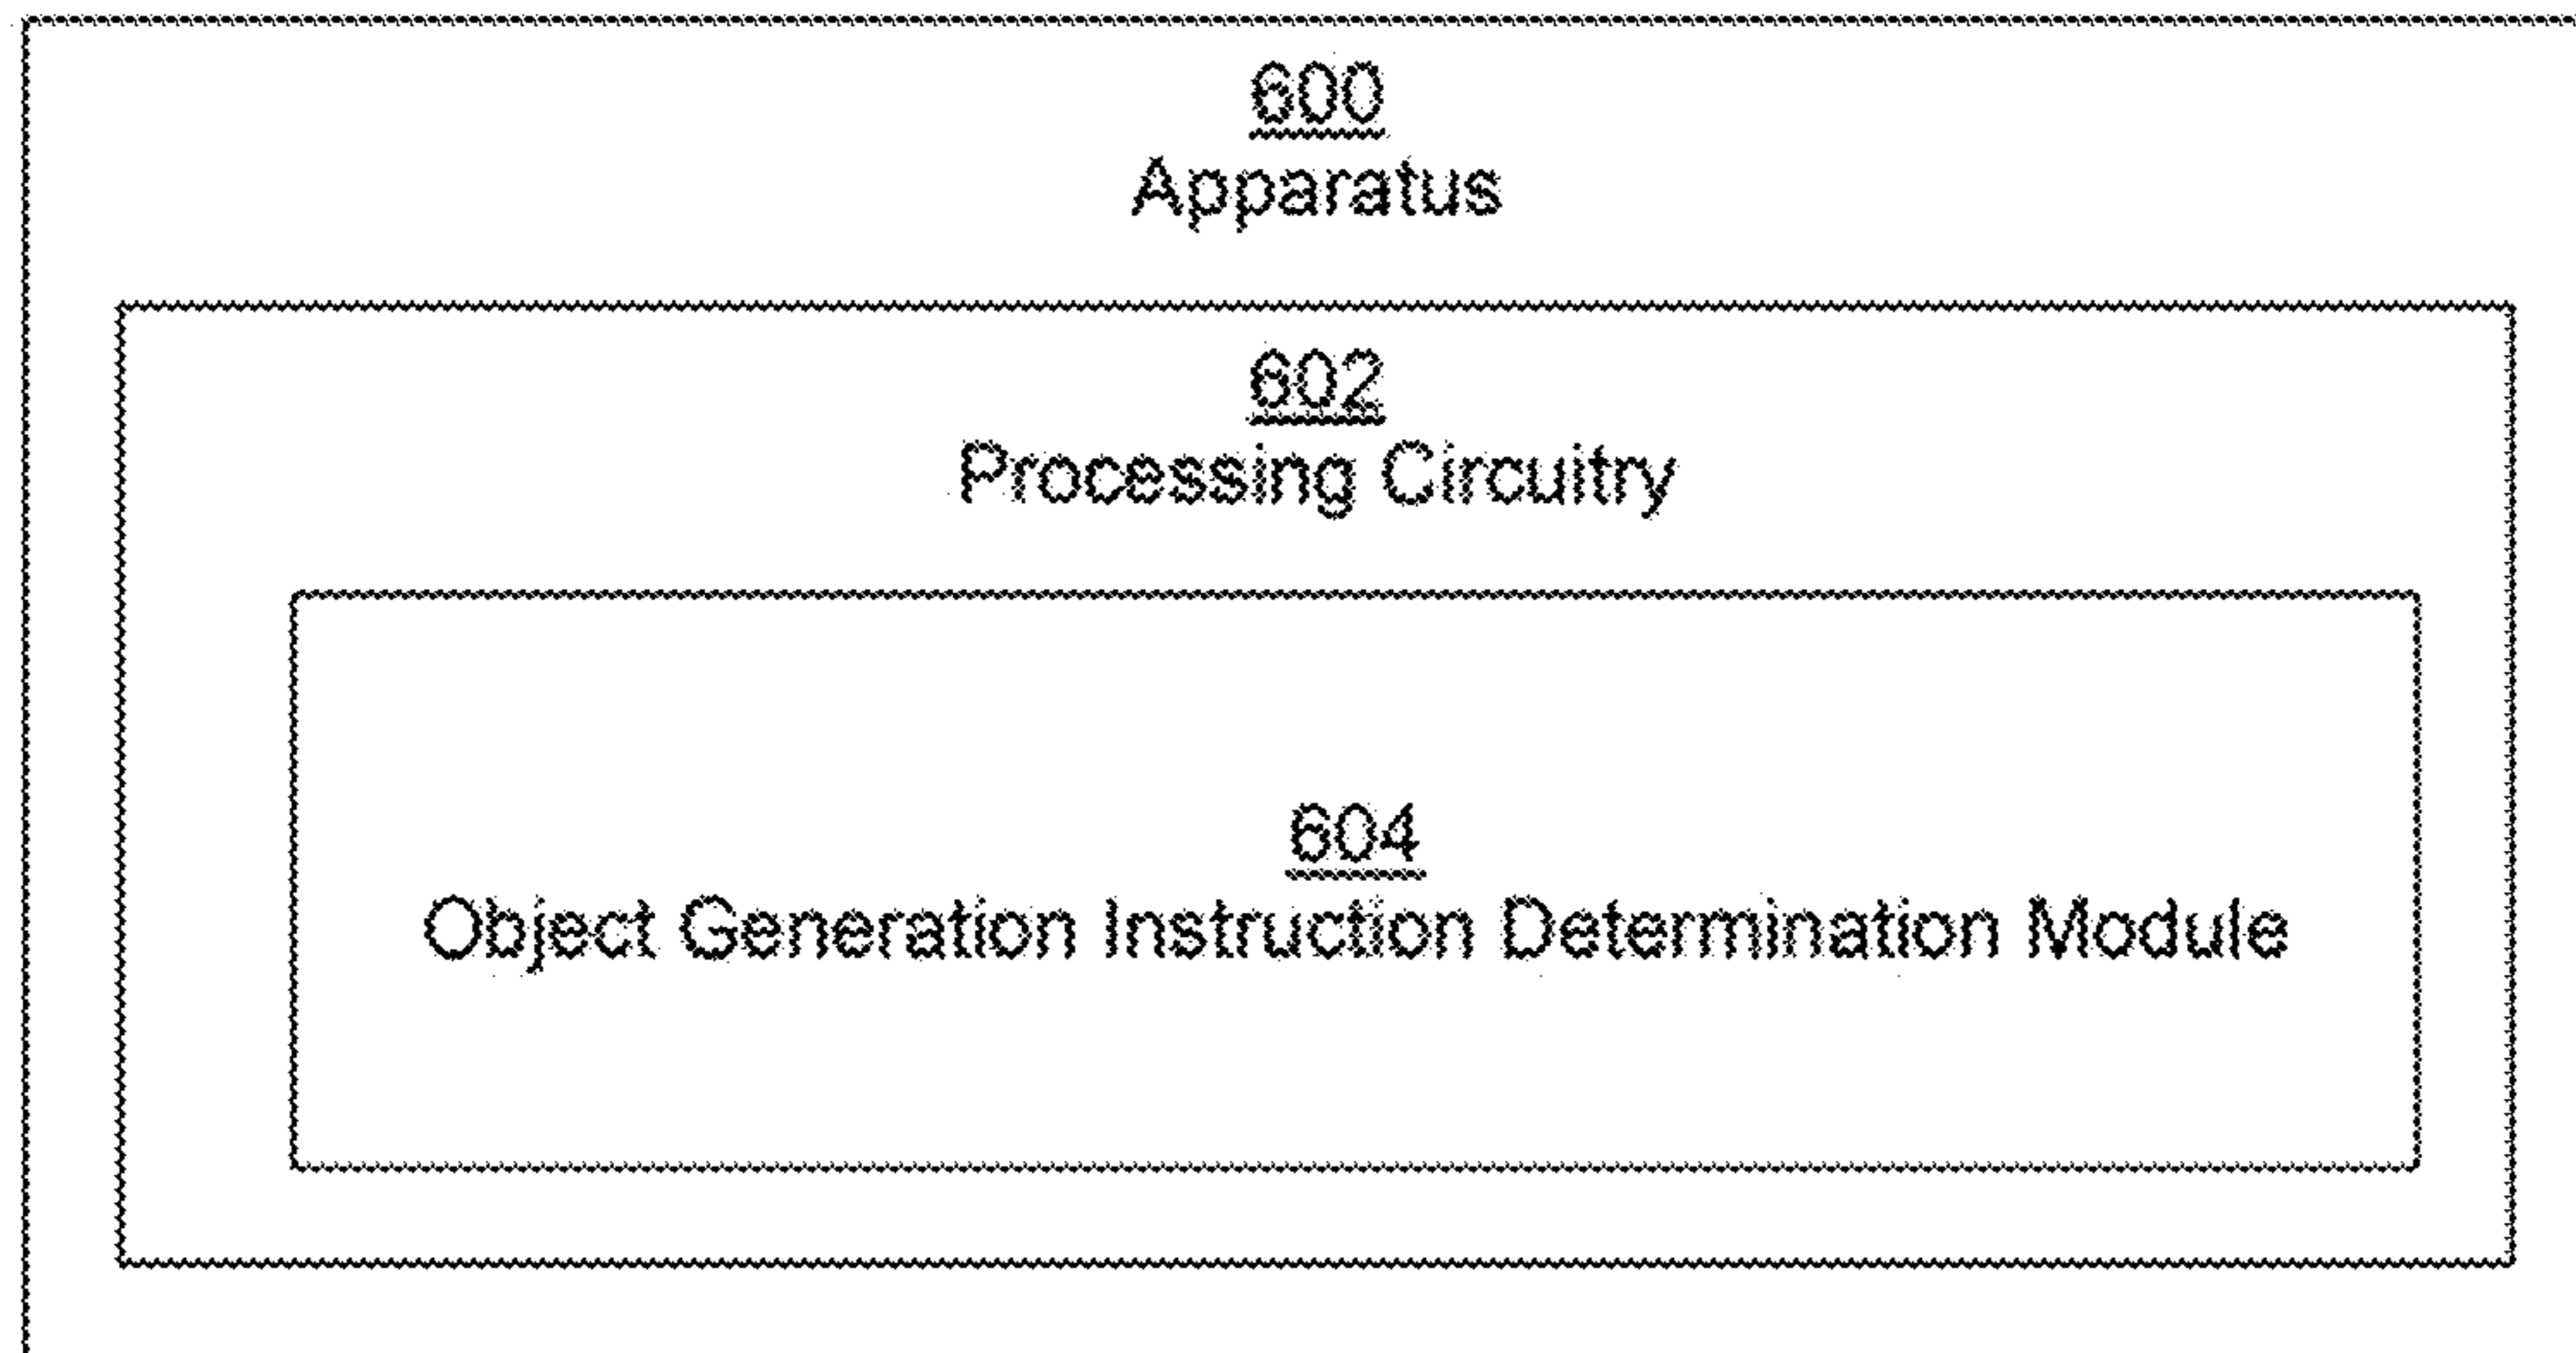 600
Apparatus
602
Processing Circuitry
604
Object Generation Instruction Determination Module